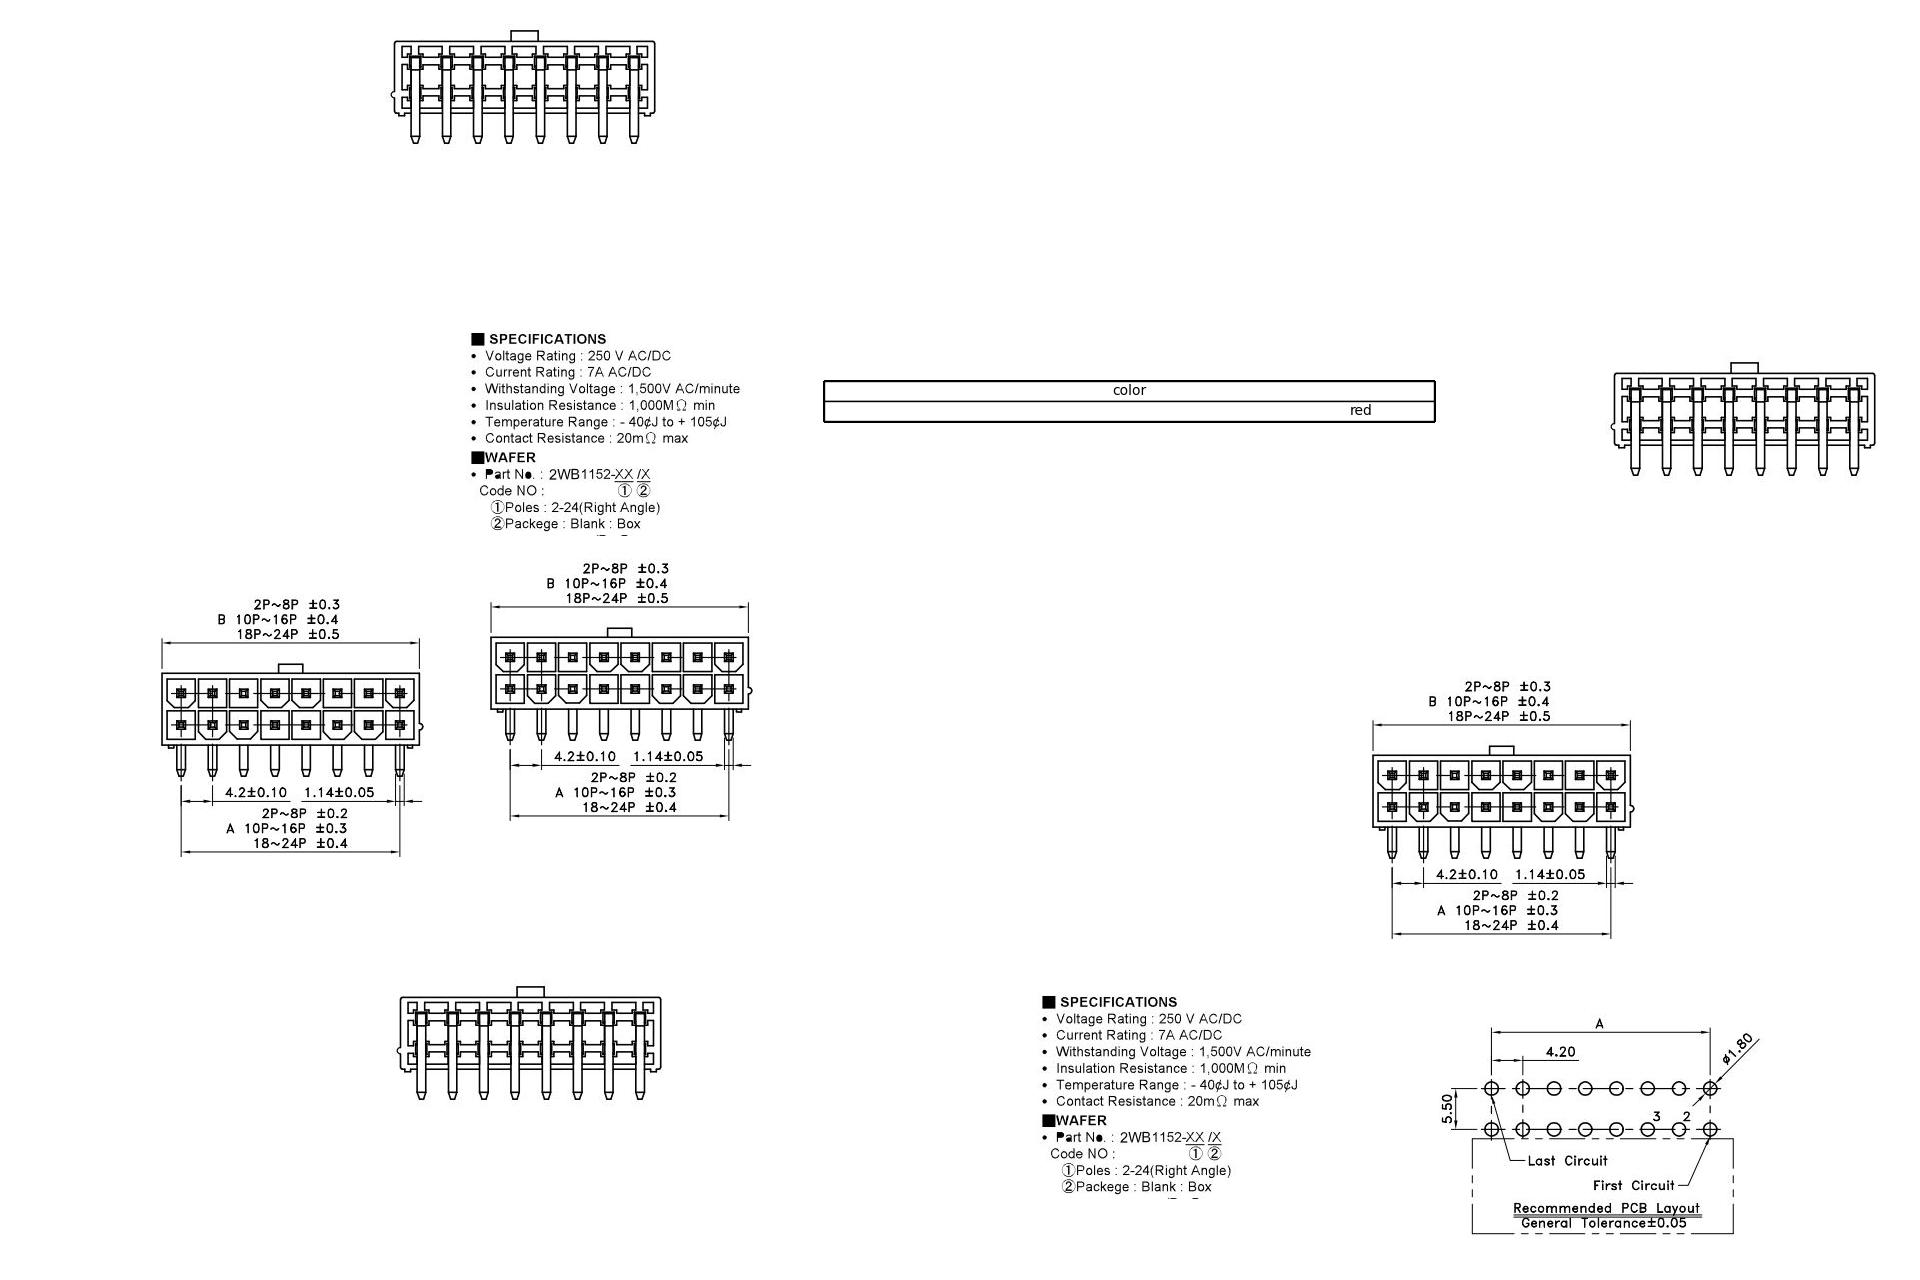 ■ SPECIFICATIONS
• Voltage Rating : 250 V AC/DC
• Current Rating : 7A AC/DC
• Withstanding Voltage : 1,500V AC/minute
• Insulation Resistance : 1,000MΩ min
• Temperature Range : - 40¢J to + 105¢J
• Contact Resistance : 20mΩ max
■WAFER
• Part No. : 2WB1152-XX /X
Code NO : ① ②
①Poles : 2-24(Right Angle)
②Packege : Blank : Box
color
red
2P~8P ±0.3
B 10P~16P ±0.4
18P~24P ±0.5
4.2±0.10 1.14±0.05
2P~8P ±0.2
A 10P~16P ±0.3
18~24P ±0.4
2P~8P ±0.3
B 10P~16P ±0.4
18P~24P ±0.5
4.2±0.10 1.14±0.05
2P~8P ±0.2
A 10P~16P ±0.3
18~24P ±0.4
2P~8P ±0.3
B 10P~16P ±0.4
18P~24P ±0.5
4.2±0.10 1.14±0.05
2P~8P ±0.2
A 10P~16P ±0.3
18~24P ±0.4
■ SPECIFICATIONS
• Voltage Rating : 250 V AC/DC
• Current Rating : 7A AC/DC
• Withstanding Voltage : 1,500V AC/minute
• Insulation Resistance : 1,000MΩ min
• Temperature Range : - 40¢J to + 105¢J
• Contact Resistance : 20mΩ max
■WAFER
• Part No. : 2WB1152-XX /X
Code NO : ① ②
①Poles : 2-24(Right Angle)
②Packege : Blank : Box
A
4.20
ø1.80
5.50
3 2
Last Circuit
First Circuit
Recommended PCB Layout
General Tolerance±0.05